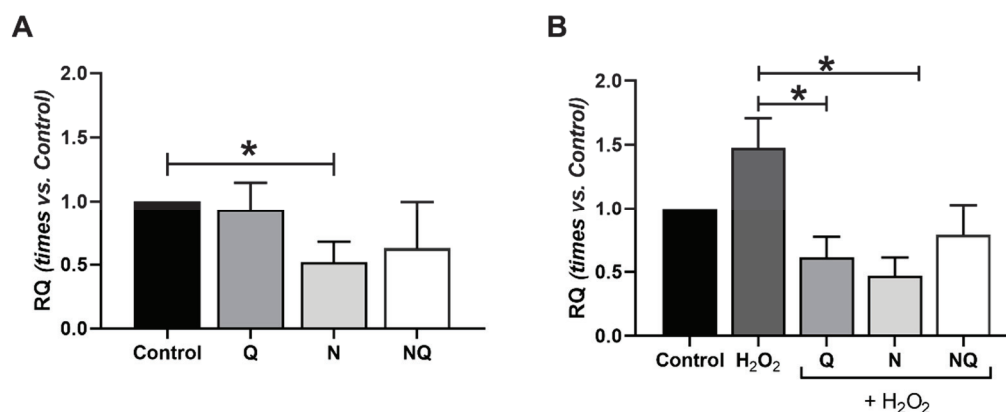 A
RQ (times vs. Control)
2.0
1.5
1.0
0.5
0.0
*
Control Q N NQ
B
RQ (times vs. Control)
2.0
1.5
1.0
0.5
0.0
*
*
Control H₂O₂ Q N NQ
+ H₂O₂